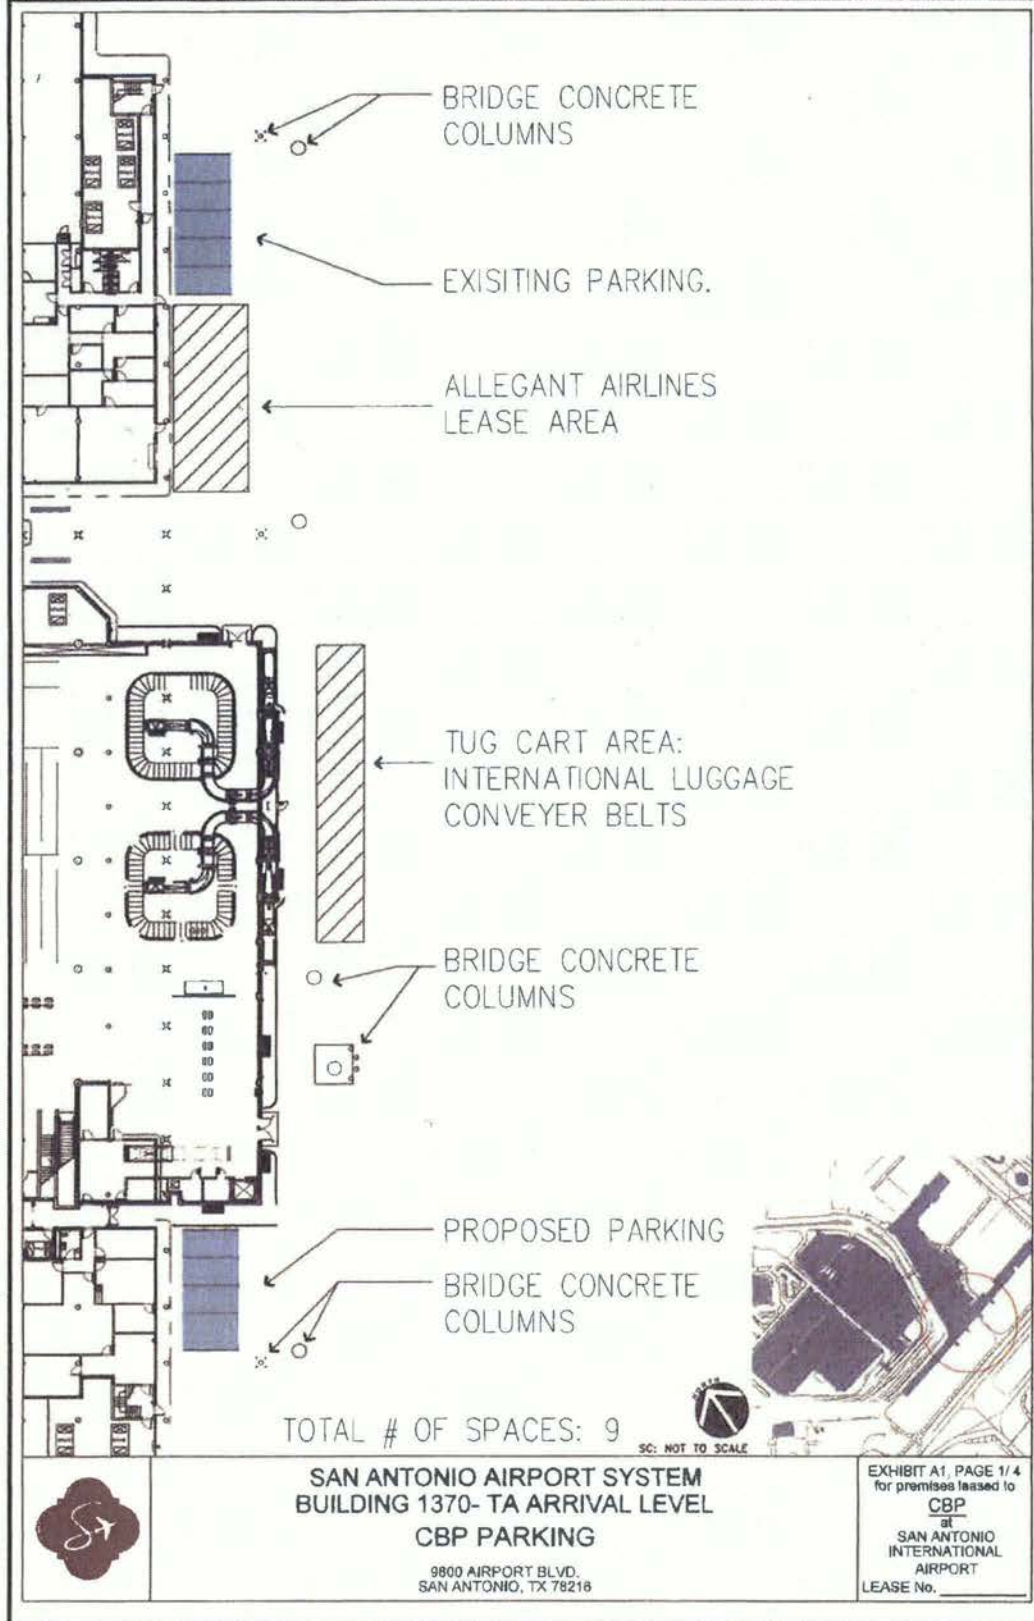 BRIDGE CONCRETE
COLUMNS
EXISITING PARKING.
ALLEGANT AIRLINES
LEASE AREA
TUG CART AREA:
INTERNATIONAL LUGGAGE
CONVEYER BELTS
BRIDGE CONCRETE
COLUMNS
PROPOSED PARKING
BRIDGE CONCRETE
COLUMNS
TOTAL # OF SPACES: 9
NORTH
SC: NOT TO SCALE
SAN ANTONIO AIRPORT SYSTEM
BUILDING 1370- TA ARRIVAL LEVEL
CBP PARKING
9800 AIRPORT BLVD.
SAN ANTONIO, TX 78216
EXHIBIT A1, PAGE 1/4
for premises leased to
CBP
at
SAN ANTONIO
INTERNATIONAL
AIRPORT
LEASE No.